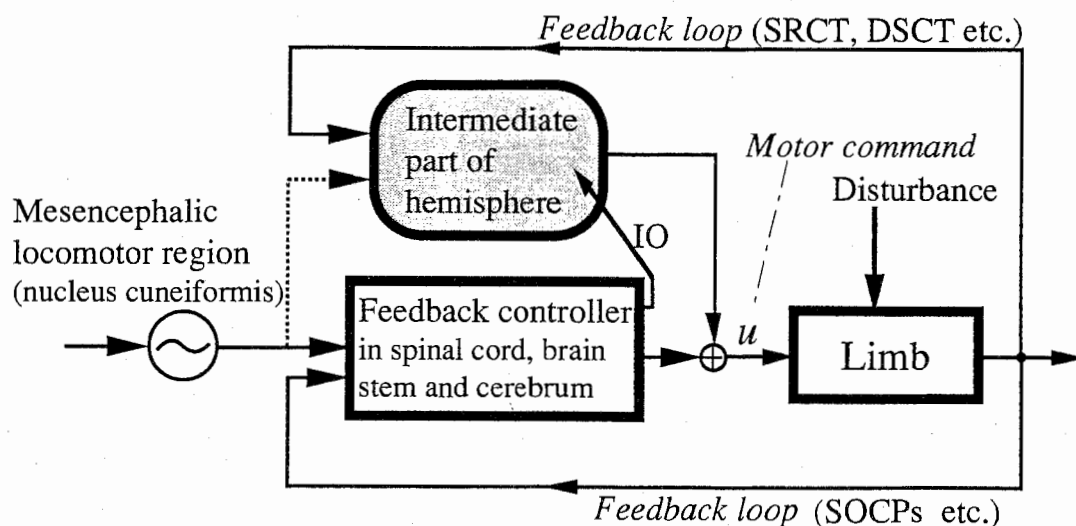 Feedback loop (SRCT, DSCT etc.)
Intermediate
part of
hemisphere
Motor command
Disturbance
Mesencephalic
locomotor region
(nucleus cuneiformis)
IO
Feedback controller
in spinal cord, brain
stem and cerebrum
u
Limb
Feedback loop (SOCPs etc.)